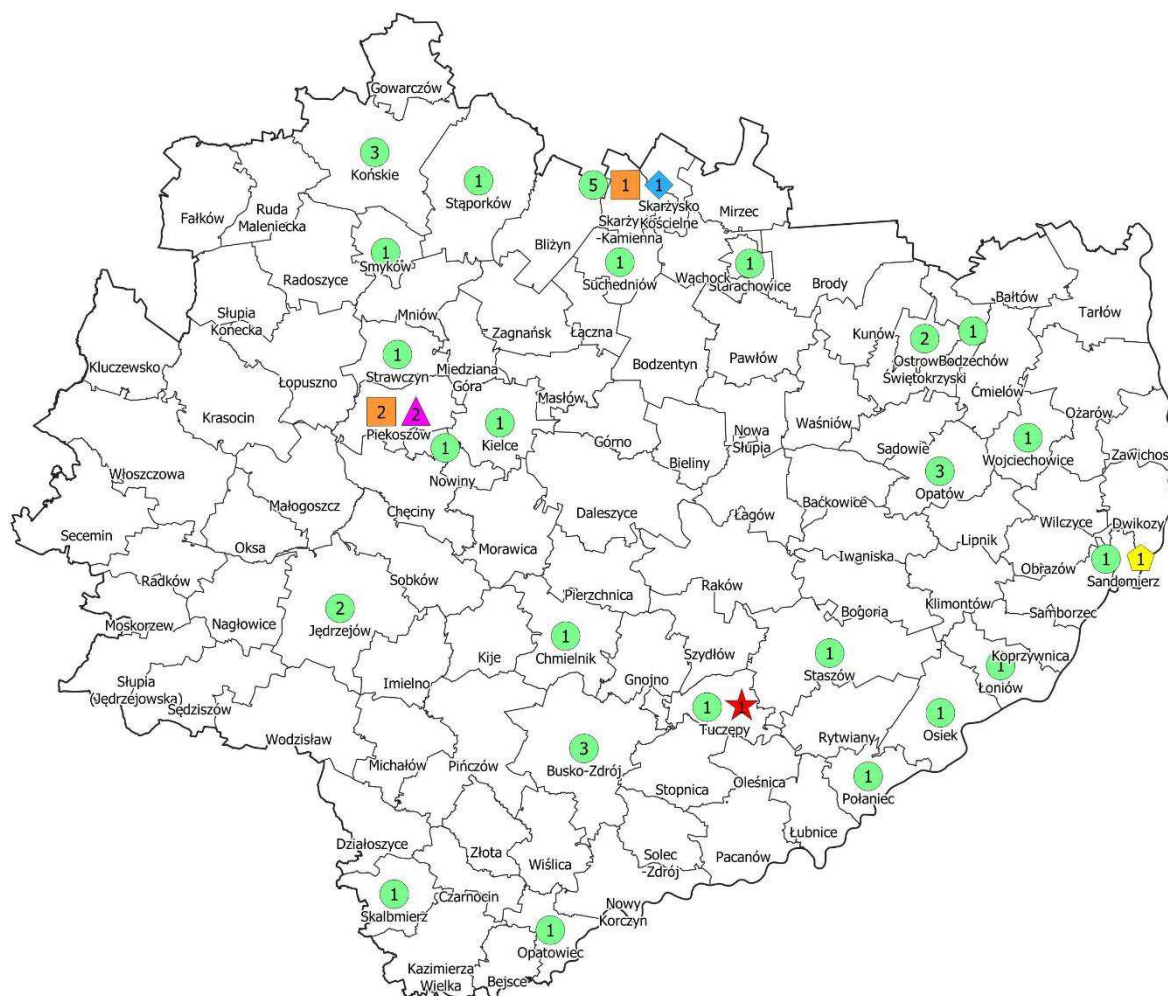 Gowarczów
3
Końskie
1
Stąporków
5
1
1
Skarżysko
Kościelne
Skarży
-Kamienna
Mirzec
Fałków
Ruda
Maleniecka
Bliżyn
1
Smyków
1
Suchedniów
Wąchock
1
Starachowice
Radoszyce
Brody
Bałtów
Tarłów
Słupia
Konecka
Mniów
Zagnańsk
Łączna
Kunów
2
Ostrow
Świętokrzyski
1
Bodzechów
Kluczewsko
Łopuszno
1
Strawczyn
Miedziana
Góra
Bodzentyn
Pawłów
Ćmielów
Krasocin
2
2
Piekoszów
1
Kielce
Masłów
Waśniów
Ożarów
1
Nowiny
Górno
Nowa
Słupia
Sadowie
1
Wojciechowice
Zawichos
Włoszczowa
Bieliny
3
Opatów
Małogoszcz
Chęciny
Daleszyce
Łagów
Baćkowice
Secemin
Oksa
Morawica
Lipnik
Wilczyce
Dwikozy
Radków
Sobków
Iwaniska
Obrazów
1
1
Sandomierz
Moskorzew
Nagłowice
2
Jędrzejów
Pierzchnica
Raków
Bogoria
Klimontów
Samborzec
Słupia
(Jędrzejowska)
Sędziszów
Imielno
Kije
1
Chmielnik
Gnojno
Szydłów
1
Staszów
Koprzywnica
1
Łoniów
Wodzisław
1
1
Tuczępy
1
Osiek
Michałów
Pińczów
3
Busko-Zdrój
Rytwiany
Stopnica
Oleśnica
1
Połaniec
Działoszyce
Złota
Wiślica
Solec
-Zdrój
Pacanów
Łubnice
1
Skalbmierz
Czarnocin
Nowy
Korczyn
1
Opatowiec
Kazimierza
Wielka
Bejsce